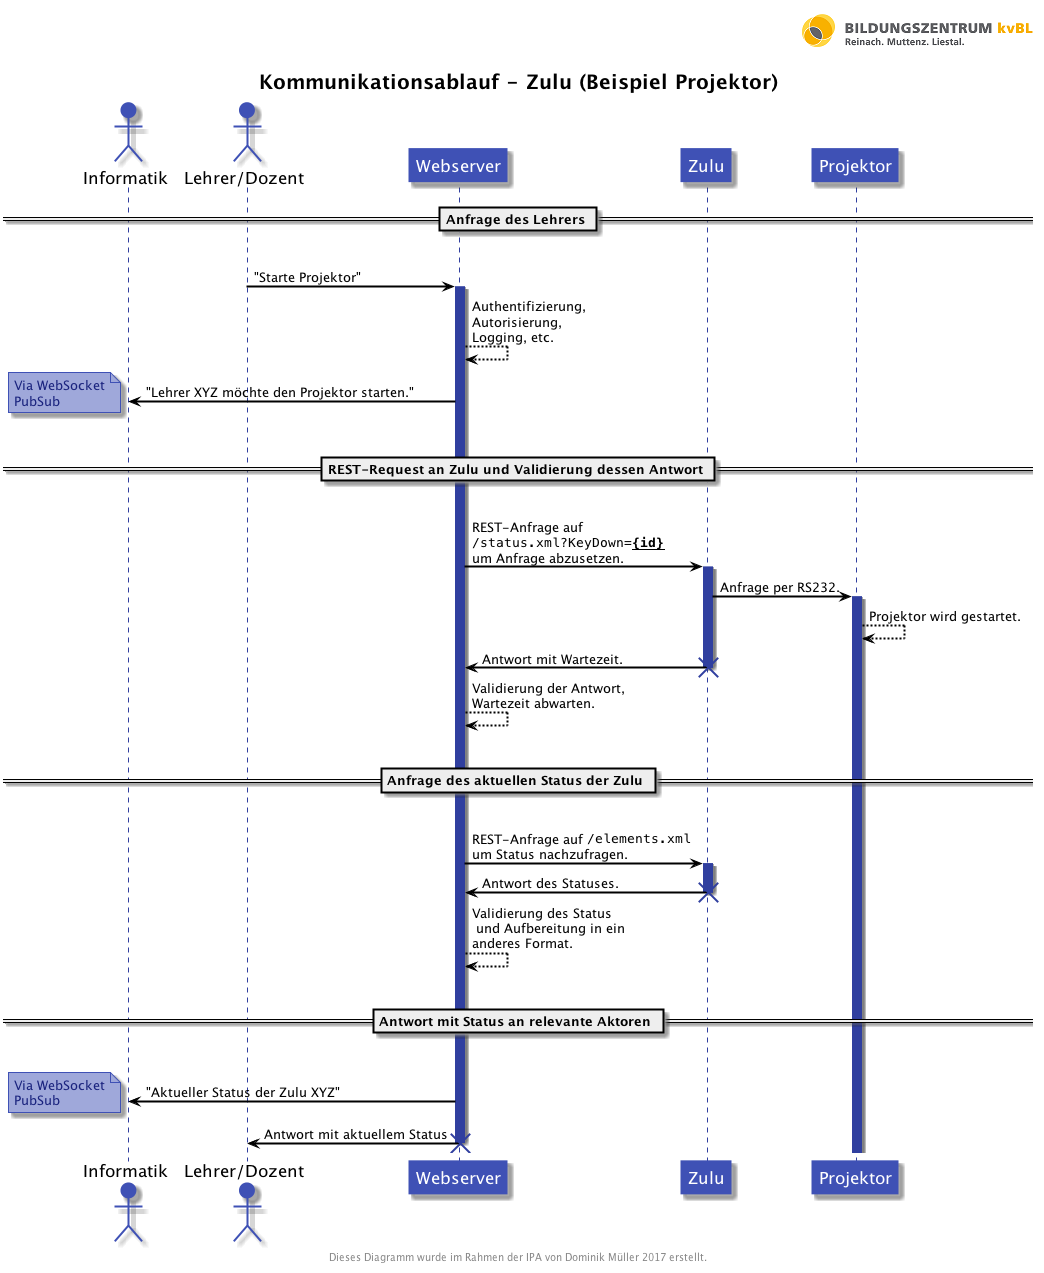 BILDUNGSZENTRUM kvBL
Reinach. Muttenz. Liestal.
Kommunikationsablauf - Zulu (Beispiel Projektor)
Informatik
Lehrer/Dozent
Webserver
Zulu
Projektor
Anfrage des Lehrers
"Starte Projektor"
Authentifizierung,
Autorisierung,
Logging, etc.
Via WebSocket
PubSub
"Lehrer XYZ möchte den Projektor starten."
REST-Request an Zulu und Validierung dessen Antwort
REST-Anfrage auf
/status.xml?KeyDown={id}
um Anfrage abzusetzen.
Anfrage per RS232.
Projektor wird gestartet.
Antwort mit Wartezeit.
Validierung der Antwort,
Wartezeit abwarten.
Anfrage des aktuellen Status der Zulu
REST-Anfrage auf /elements.xml
um Status nachzufragen.
Antwort des Statuses.
Validierung des Status
und Aufbereitung in ein
anderes Format.
Antwort mit Status an relevante Aktoren
Via WebSocket
PubSub
"Aktueller Status der Zulu XYZ"
Antwort mit aktuellem Status
Informatik
Lehrer/Dozent
Webserver
Zulu
Projektor
Dieses Diagramm wurde im Rahmen der IPA von Dominik Müller 2017 erstellt.